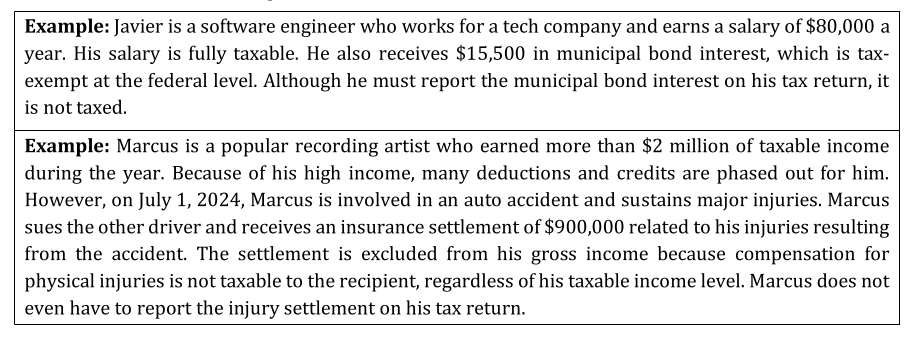 Example: Javier is a software engineer who works for a tech company and earns a salary of $80,000 a
year. His salary is fully taxable. He also receives $15,500 in municipal bond interest, which is tax-
exempt at the federal level. Although he must report the municipal bond interest on his tax return, it
is not taxed.
Example: Marcus is a popular recording artist who earned more than $2 million of taxable income
during the year. Because of his high income, many deductions and credits are phased out for him.
However, on July 1, 2024, Marcus is involved in an auto accident and sustains major injuries. Marcus
sues the other driver and receives an insurance settlement of $900,000 related to his injuries resulting
from the accident. The settlement is excluded from his gross income because compensation for
physical injuries is not taxable to the recipient, regardless of his taxable income level. Marcus does not
even have to report the injury settlement on his tax return.